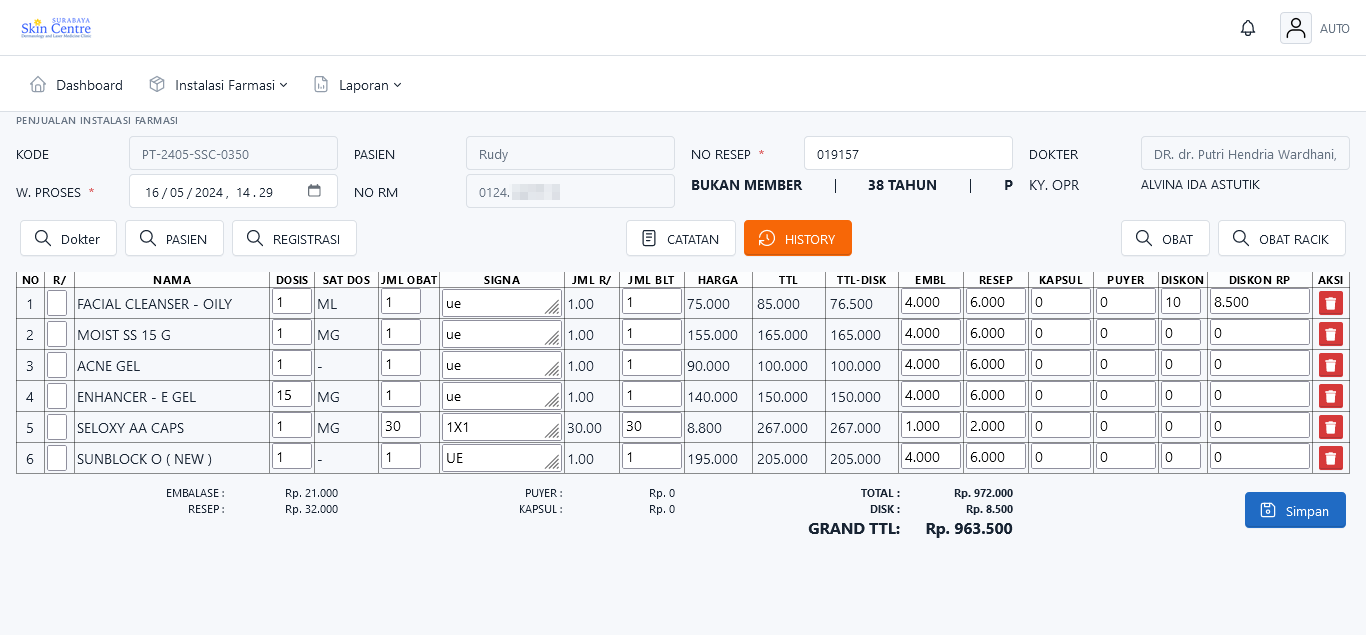 SURABAYA
Skin Centre
Dermatology and Laser Medicine Clinic
AUTO
Dashboard Instalasi Farmasi Laporan
PENJUALAN INSTALASI FARMASI
KODE PT-2405-SSC-0350 PASIEN Rudy NO RESEP * 019157 DOKTER DR. dr. Putri Hendria Wardhani,
W. PROSES * 16 / 05 / 2024 , 14 . 29 NO RM 0124. BUKAN MEMBER | 38 TAHUN | P KY. OPR ALVINA IDA ASTUTIK
Dokter PASIEN REGISTRASI CATATAN HISTORY OBAT OBAT RACIK
NO R/ NAMA DOSIS SAT DOS JML OBAT SIGNA JML R/ JML BLT HARGA TTL TTL-DISK EMBL RESEP KAPSUL PUYER DISKON DISKON RP AKSI
1 FACIAL CLEANSER - OILY 1 ML 1 ue 1.00 1 75.000 85.000 76.500 4.000 6.000 0 0 10 8.500
2 MOIST SS 15 G 1 MG 1 ue 1.00 1 155.000 165.000 165.000 4.000 6.000 0 0 0 0
3 ACNE GEL 1 - 1 ue 1.00 1 90.000 100.000 100.000 4.000 6.000 0 0 0 0
4 ENHANCER - E GEL 15 MG 1 ue 1.00 1 140.000 150.000 150.000 4.000 6.000 0 0 0 0
5 SELOXY AA CAPS 1 MG 30 1X1 30.00 30 8.800 267.000 267.000 1.000 2.000 0 0 0 0
6 SUNBLOCK O ( NEW ) 1 - 1 UE 1.00 1 195.000 205.000 205.000 4.000 6.000 0 0 0 0
EMBALASE : Rp. 21.000 PUYER : Rp. 0 TOTAL : Rp. 972.000
RESEP : Rp. 32.000 KAPSUL : Rp. 0 DISK : Rp. 8.500
GRAND TTL: Rp. 963.500
Simpan